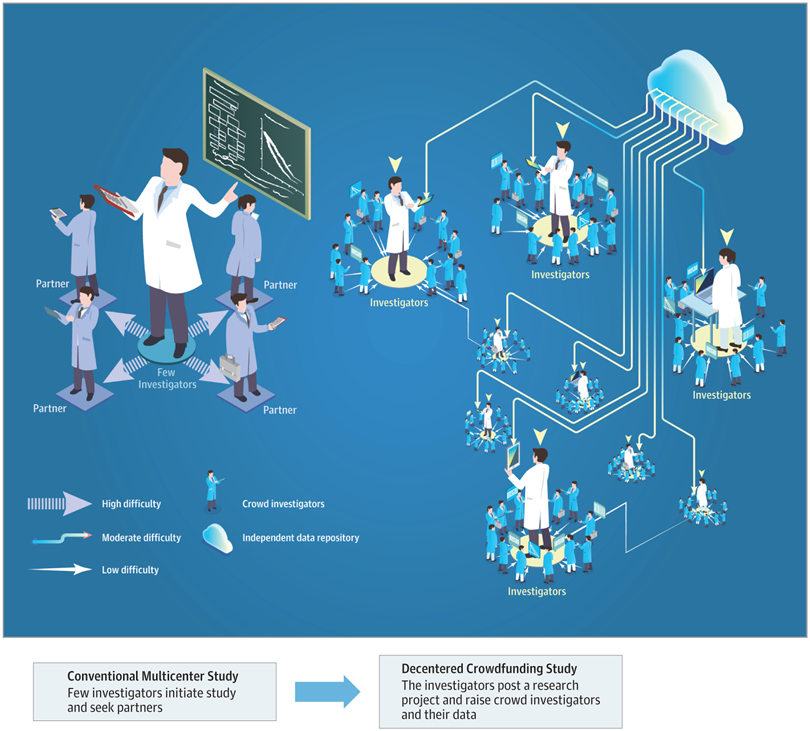 Partner
Partner
Partner
Few
Investigators
Partner
Investigators
Investigators
Investigators
Investigators
High difficulty
Moderate difficulty
Low difficulty
Crowd investigators
Independent data repository
Conventional Multicenter Study
Few investigators initiate study
and seek partners
Decentered Crowdfunding Study
The investigators post a research
project and raise crowd investigators
and their data